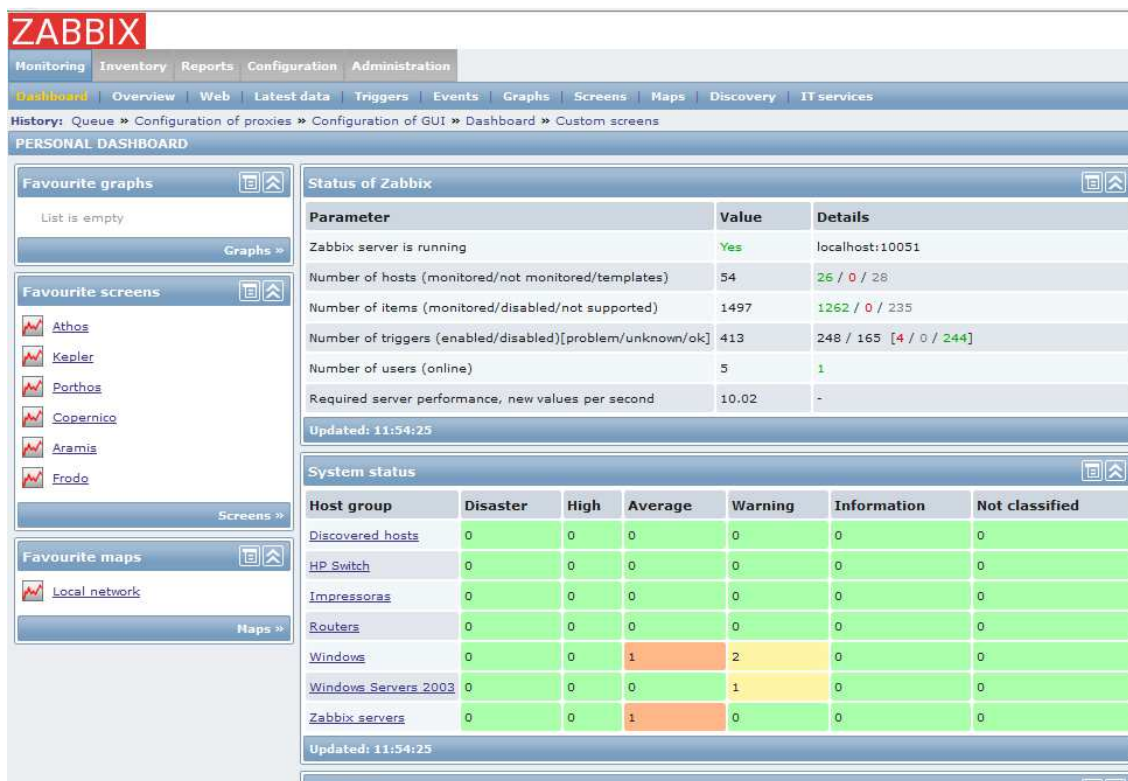 ZABBIX
Monitoring Inventory Reports Configuration Administration
Dashboard | Overview | Web | Latest data | Triggers | Events | Graphs | Screens | Maps | Discovery | IT services
History: Queue » Configuration of proxies » Configuration of GUI » Dashboard » Custom screens
PERSONAL DASHBOARD
Favourite graphs
List is empty
Graphs »
Favourite screens
Athos
Kepler
Porthos
Copernico
Aramis
Frodo
Screens »
Favourite maps
Local network
Maps »
Status of Zabbix
Parameter Value Details
Zabbix server is running Yes localhost:10051
Number of hosts (monitored/not monitored/templates) 54 26 / 0 / 28
Number of items (monitored/disabled/not supported) 1497 1262 / 0 / 235
Number of triggers (enabled/disabled)[problem/unknown/ok] 413 248 / 165 [4 / 0 / 244]
Number of users (online) 5 1
Required server performance, new values per second 10.02 -
Updated: 11:54:25
System status
Host group Disaster High Average Warning Information Not classified
Discovered hosts 0 0 0 0 0 0
HP Switch 0 0 0 0 0 0
Impressoras 0 0 0 0 0 0
Routers 0 0 0 0 0 0
Windows 0 0 1 2 0 0
Windows Servers 2003 0 0 0 1 0 0
Zabbix servers 0 0 1 0 0 0
Updated: 11:54:25